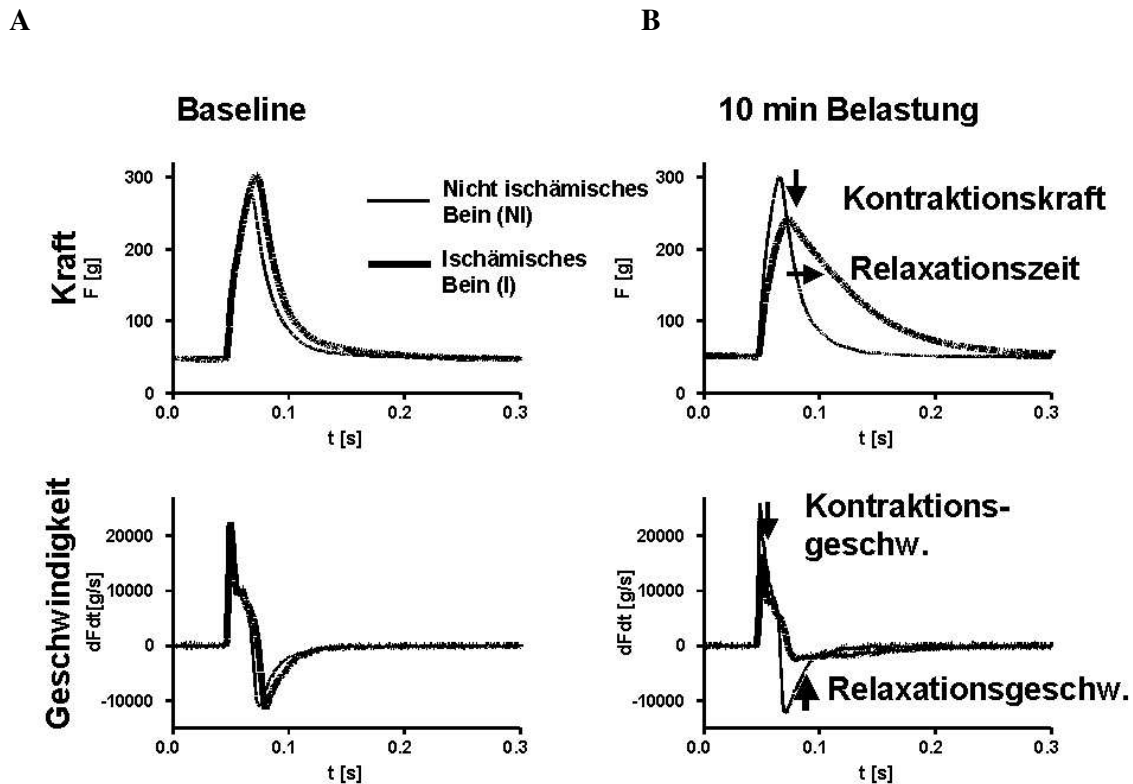 A
B
Baseline
10 min Belastung
Kraft
F [g]
300
200
100
0
0.0
0.1
0.2
0.3
t [s]
Nicht ischämisches
Bein (NI)
Ischämisches
Bein (I)
F [g]
300
200
100
0
0.0
0.1
0.2
0.3
t [s]
Kontraktionskraft
Relaxationszeit
Geschwindigkeit
dFdt[g/s]
20000
10000
0
-10000
0.0
0.1
0.2
0.3
t [s]
dFdt [g/s]
20000
10000
0
-10000
0.0
0.1
0.2
0.3
t [s]
Kontraktions-
geschw.
Relaxationsgeschw.